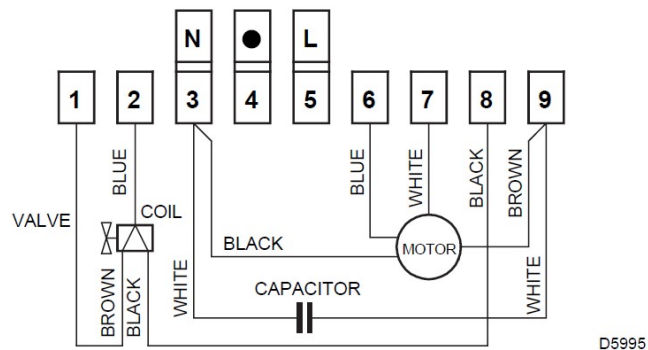 N ● L
1 2 3 4 5 6 7 8 9
BLUE
BLUE
WHITE
BLACK
BROWN
VALVE
COIL
BLACK
MOTOR
BROWN
BLACK
WHITE
CAPACITOR
WHITE
D5995